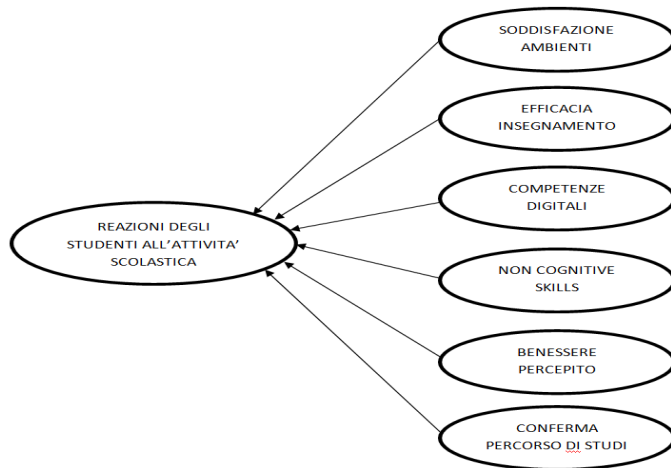 SODDISFAZIONE
AMBIENTI
EFFICACIA
INSEGNAMENTO
COMPETENZE
DIGITALI
REAZIONI DEGLI
STUDENTI ALL'ATTIVITA'
SCOLASTICA
NON COGNITIVE
SKILLS
BENESSERE
PERCEPITO
CONFERMA
PERCORSO DI STUDI